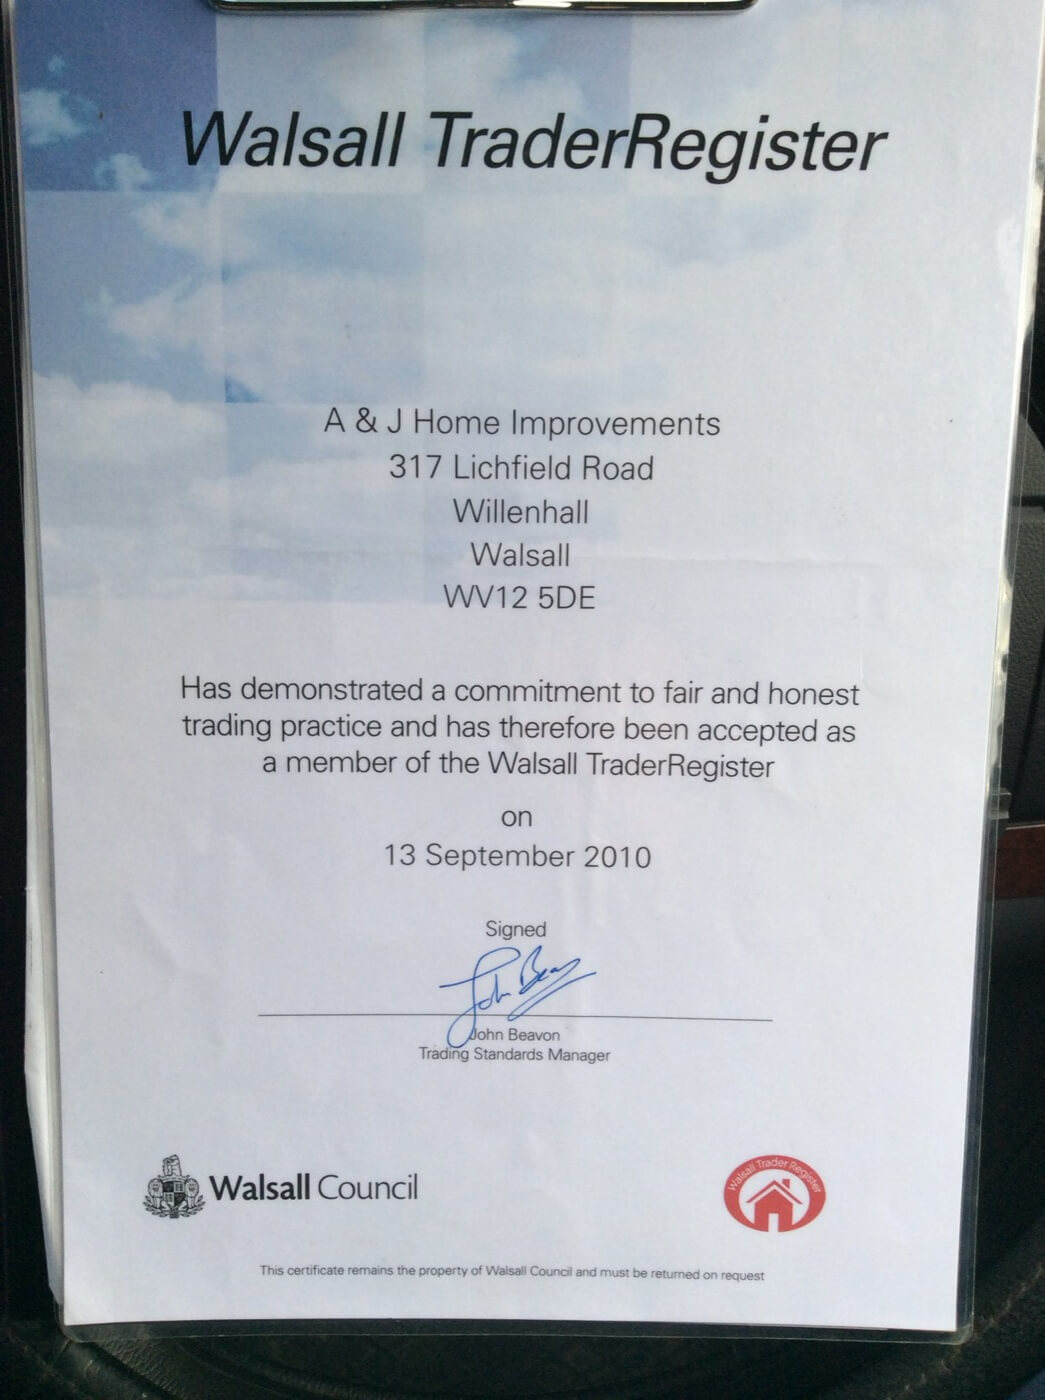 Walsall TraderRegister
A & J Home Improvements
317 Lichfield Road
Willenhall
Walsall
WV12 5DE
Has demonstrated a commitment to fair and honest
trading practice and has therefore been accepted as
a member of the Walsall TraderRegister
on
13 September 2010
Signed
John Beavon
John Beavon
Trading Standards Manager
Walsall Council
Walsall Trader Register
This certificate remains the property of Walsall Council and must be returned on request